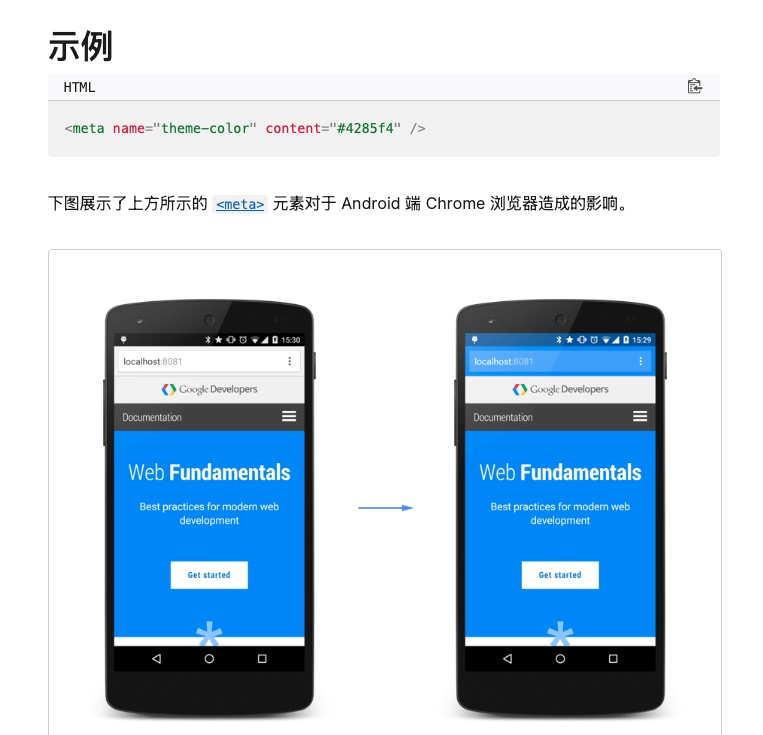 示例
HTML
<meta name="theme-color" content="#4285f4" />
下图展示了上方所示的 <meta> 元素对于 Android 端 Chrome 浏览器造成的影响。
15:30
localhost:8081
Google Developers
Documentation
Web Fundamentals
Best practices for modern web
development
Get started
15:29
localhost:8081
Google Developers
Documentation
Web Fundamentals
Best practices for modern web
development
Get started